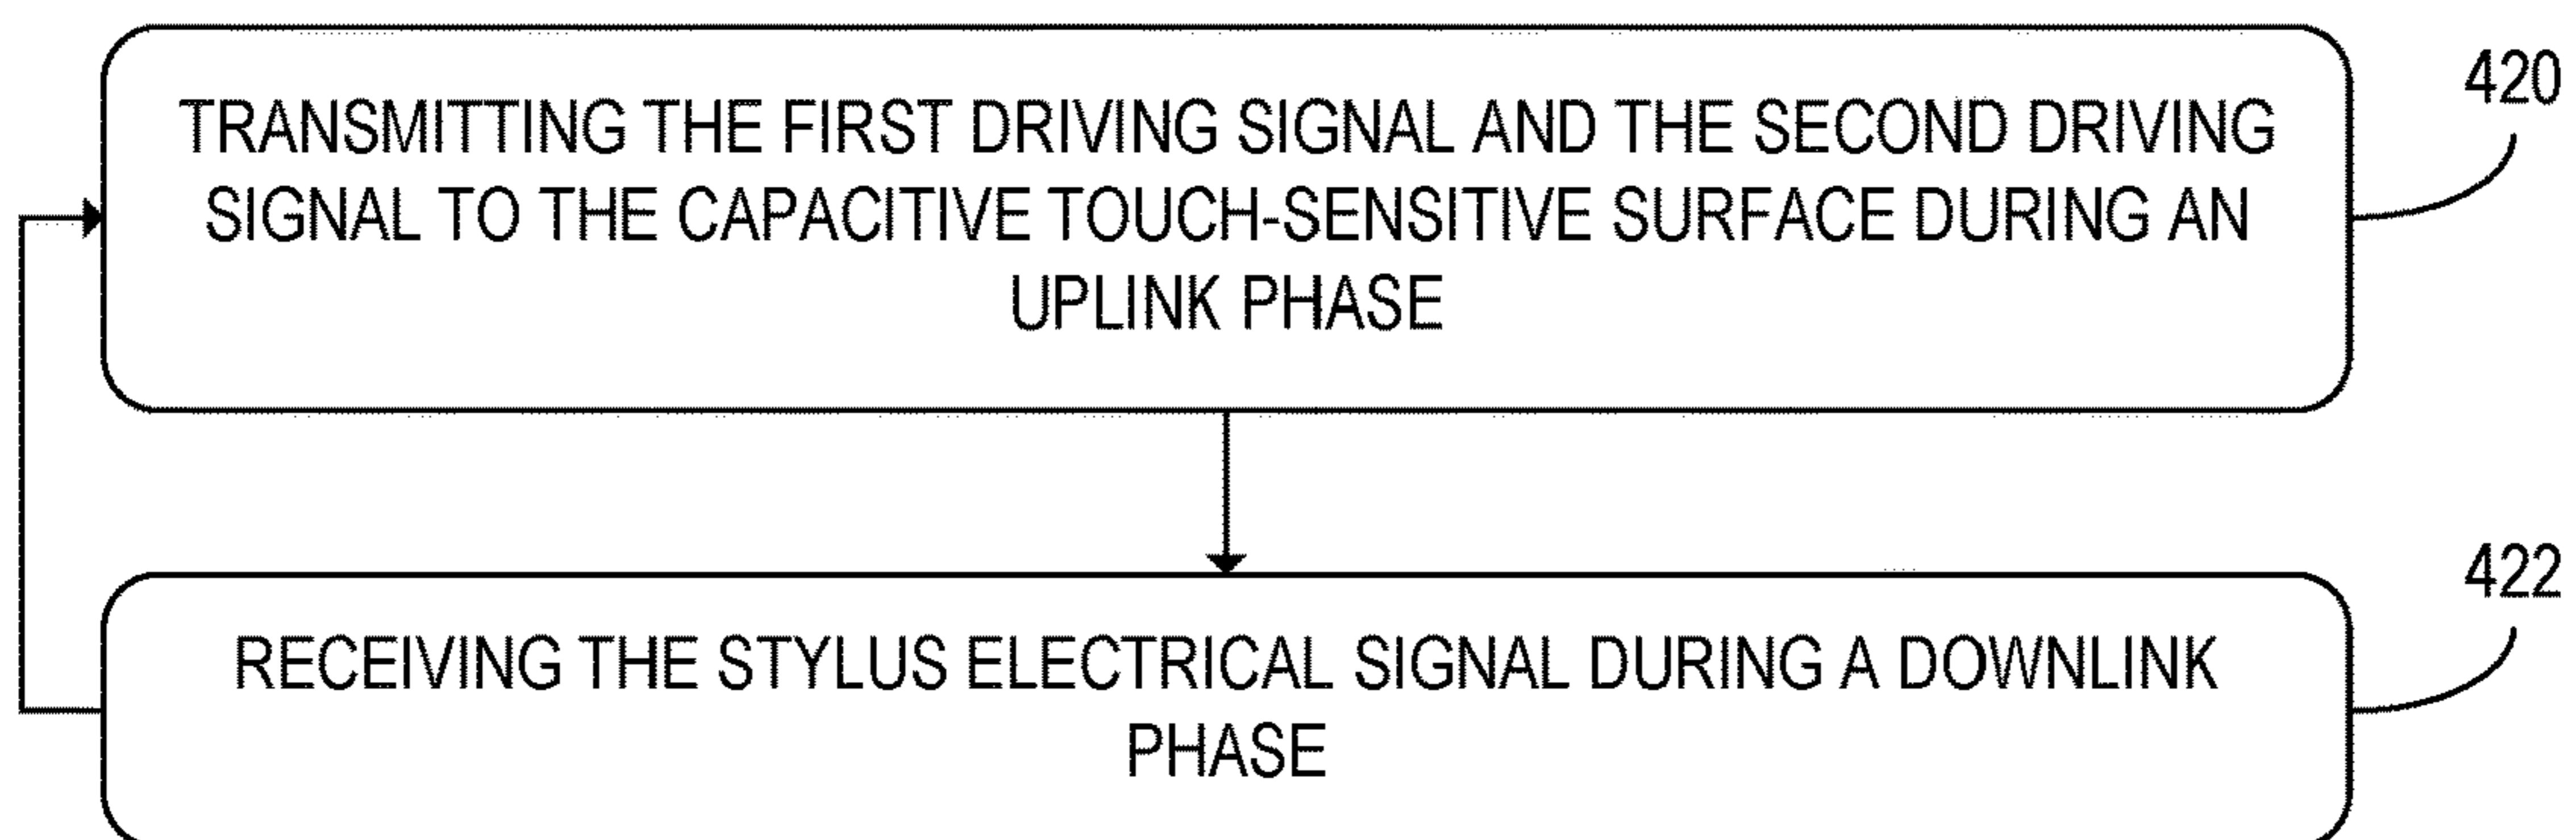 420
TRANSMITTING THE FIRST DRIVING SIGNAL AND THE SECOND DRIVING
SIGNAL TO THE CAPACITIVE TOUCH-SENSITIVE SURFACE DURING AN
UPLINK PHASE
422
RECEIVING THE STYLUS ELECTRICAL SIGNAL DURING A DOWNLINK
PHASE